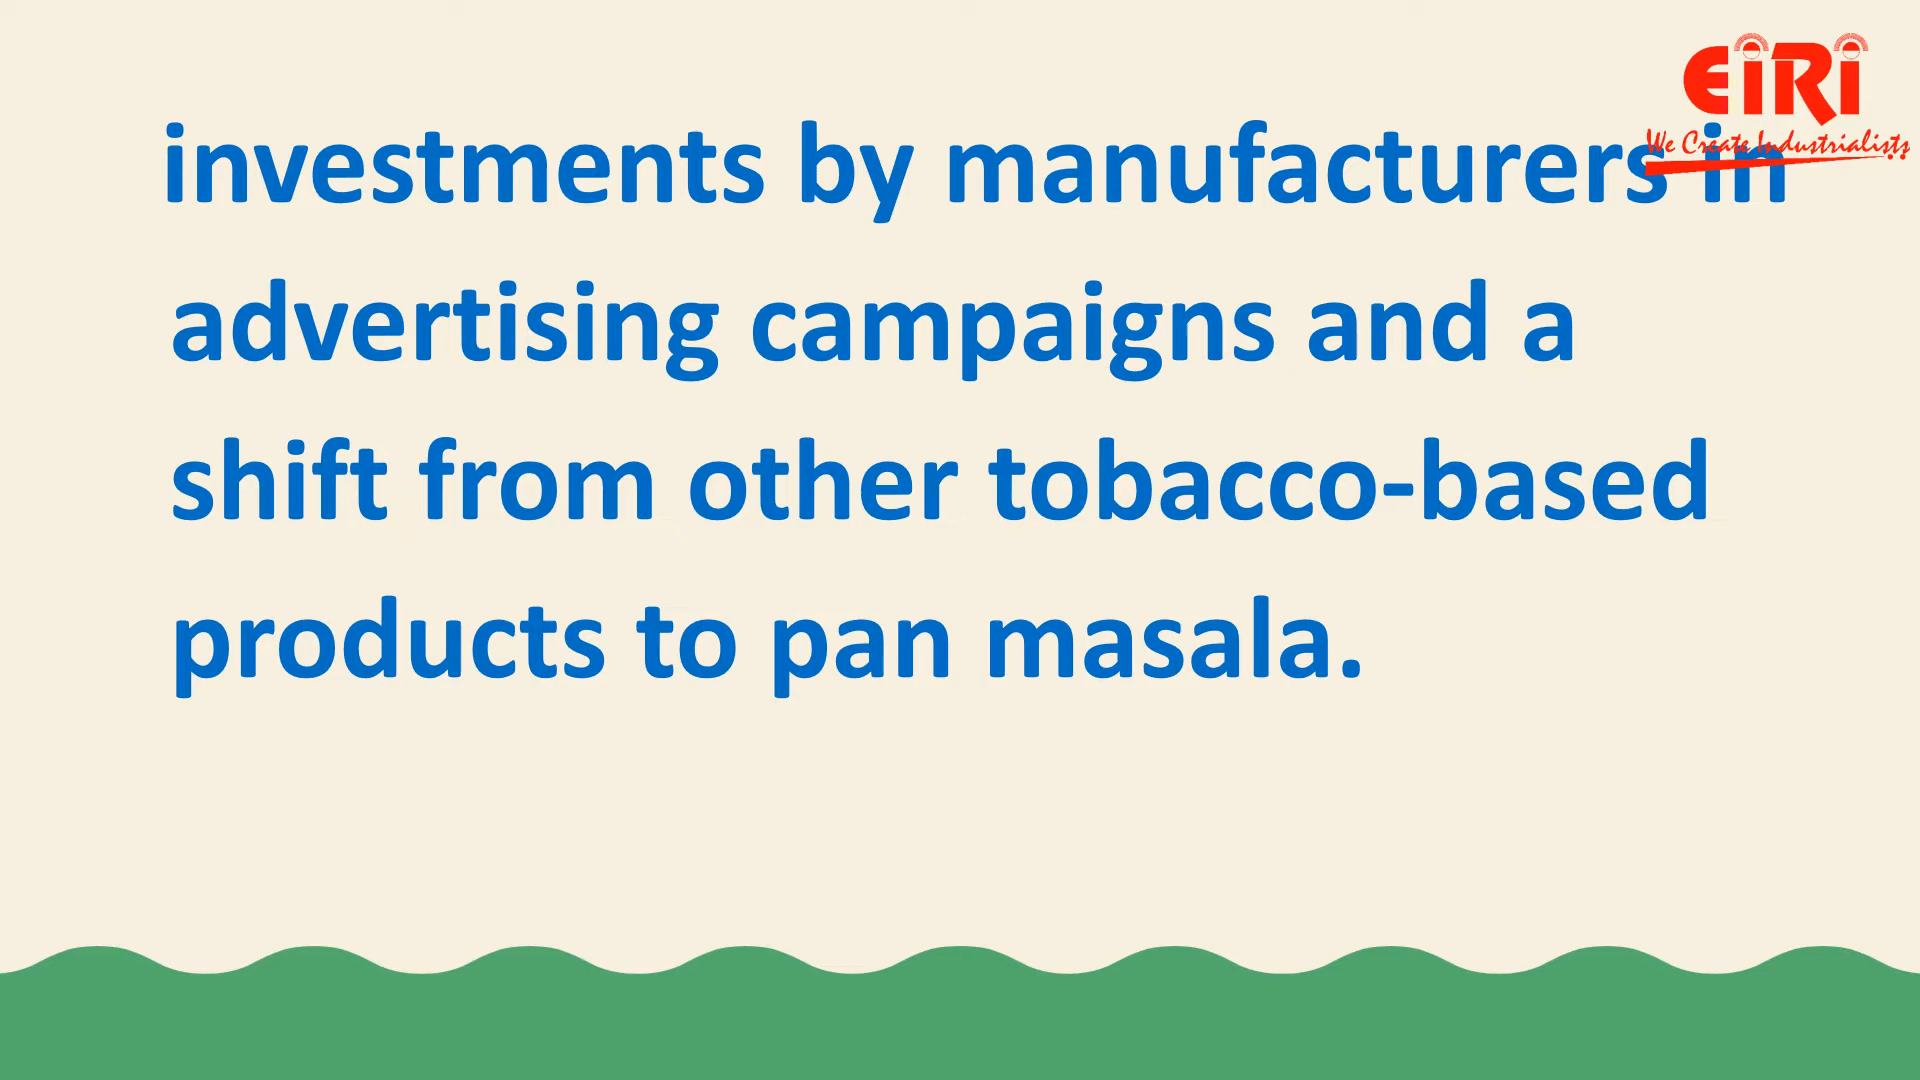 EiRi
We Create Industrialists
investments by manufacturers in
advertising campaigns and a
shift from other tobacco-based
products to pan masala.